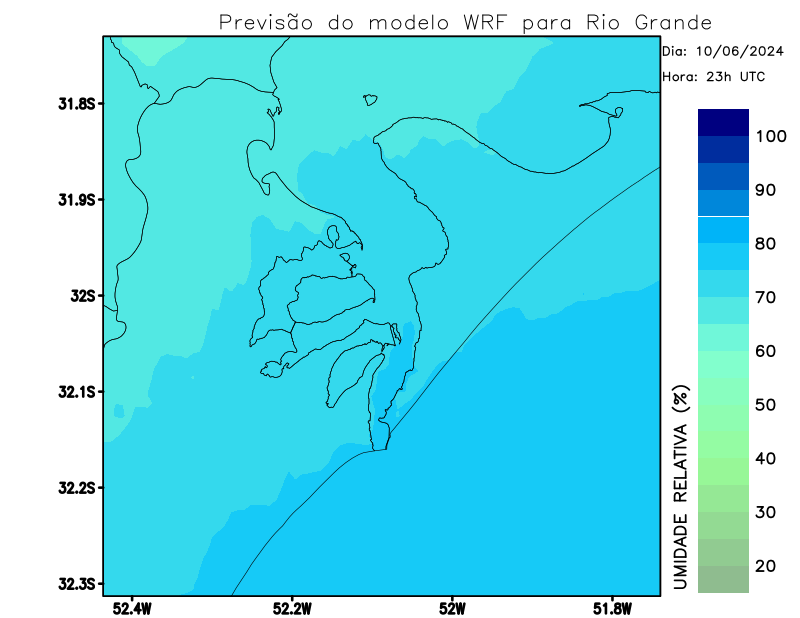 Previsão do modelo WRF para Rio Grande
Dia: 10/06/2024
Hora: 23h UTC
31.8S
31.9S
32S
32.1S
32.2S
32.3S
52.4W
52.2W
52W
51.8W
100
90
80
70
60
50
40
30
20
UMIDADE RELATIVA (%)